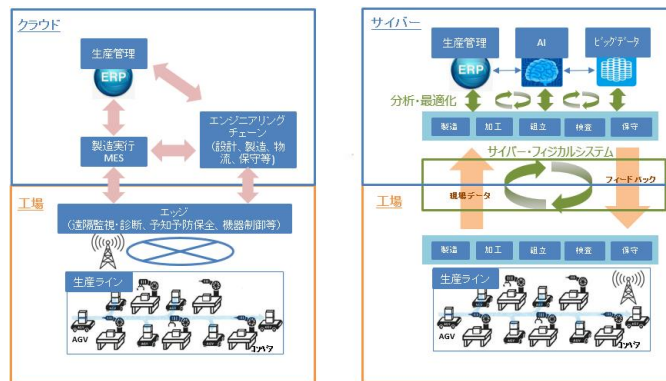 クラウド
生産管理
ERP
製造実行
MES
エンジニアリング
チェーン
(設計、製造、物
流、保守等)
工場
エッジ
(遠隔監視・診断、予知予防保全、機器制御等)
生産ライン
AGV
コンベヤ
サイバー
生産管理
AI
ビッグデータ
ERP
分析・最適化
製造
加工
組立
検査
保守
サイバー・フィジカルシステム
現場データ
フィードバック
工場
製造
加工
組立
検査
保守
生産ライン
AGV
コンベヤ